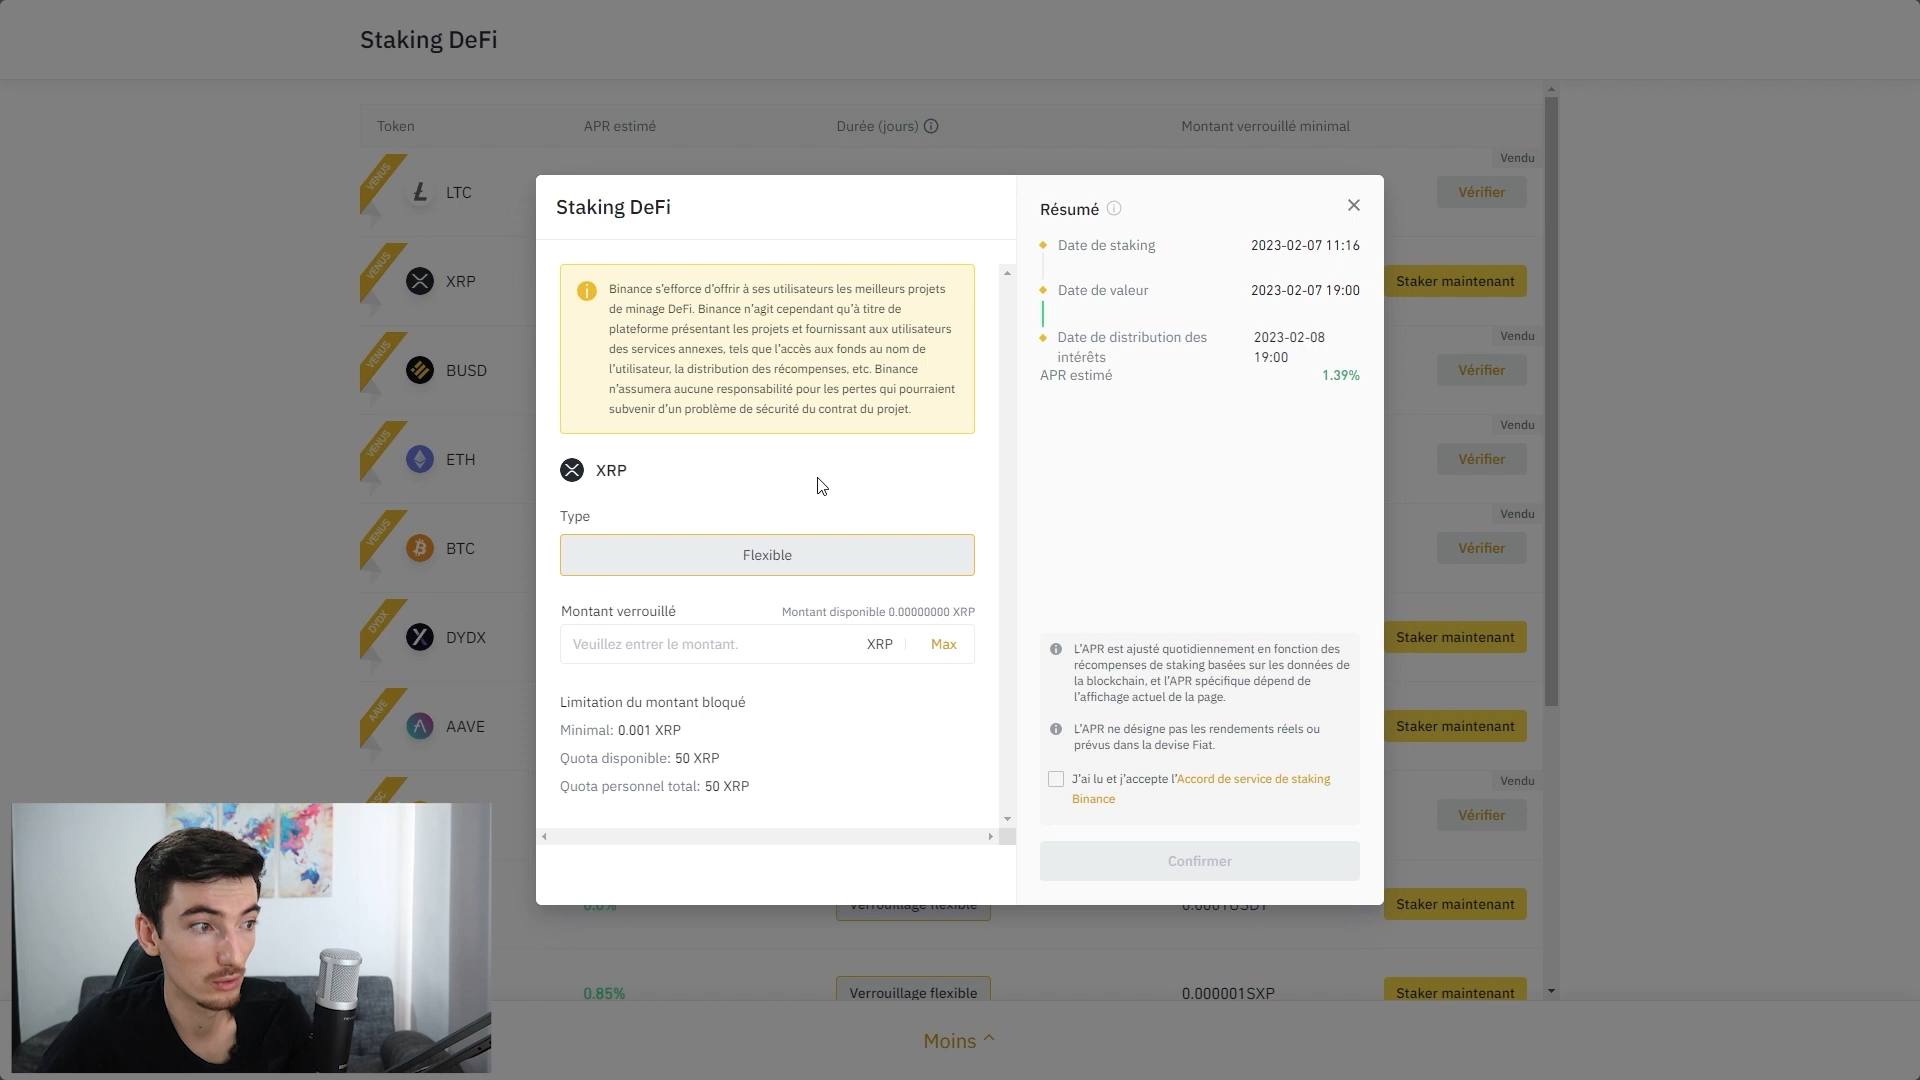 Staking DeFi
Token
APR estimé
Durée (jours)
Montant verrouillé minimal
Vendu
VENUS
LTC
Vérifier
VENUS
XRP
Staker maintenant
Vendu
VENUS
BUSD
Vérifier
Vendu
VENUS
ETH
Vérifier
Vendu
VENUS
BTC
Vérifier
DYDX
DYDX
Staker maintenant
AAVE
AAVE
Staker maintenant
Vendu
Vérifier
Staker maintenant
0.85%
Verrouillage flexible
0.000001SXP
Staker maintenant
Moins
Staking DeFi
Binance s'efforce d'offrir à ses utilisateurs les meilleurs projets
de minage DeFi. Binance n'agit cependant qu'à titre de
plateforme présentant les projets et fournissant aux utilisateurs
des services annexes, tels que l'accès aux fonds au nom de
l'utilisateur, la distribution des récompenses, etc. Binance
n'assumera aucune responsabilité pour les pertes qui pourraient
subvenir d'un problème de sécurité du contrat du projet.
XRP
Type
Flexible
Montant verrouillé
Montant disponible 0.00000000 XRP
Veuillez entrer le montant.
XRP
Max
Limitation du montant bloqué
Minimal: 0.001 XRP
Quota disponible: 50 XRP
Quota personnel total: 50 XRP
Résumé
Date de staking
2023-02-07 11:16
Date de valeur
2023-02-07 19:00
Date de distribution des
intérêts
2023-02-08
19:00
APR estimé
1.39%
L'APR est ajusté quotidiennement en fonction des
récompenses de staking basées sur les données de
la blockchain, et l'APR spécifique dépend de
l'affichage actuel de la page.
L'APR ne désigne pas les rendements réels ou
prévus dans la devise Fiat.
J'ai lu et j'accepte l'Accord de service de staking
Binance
Confirmer